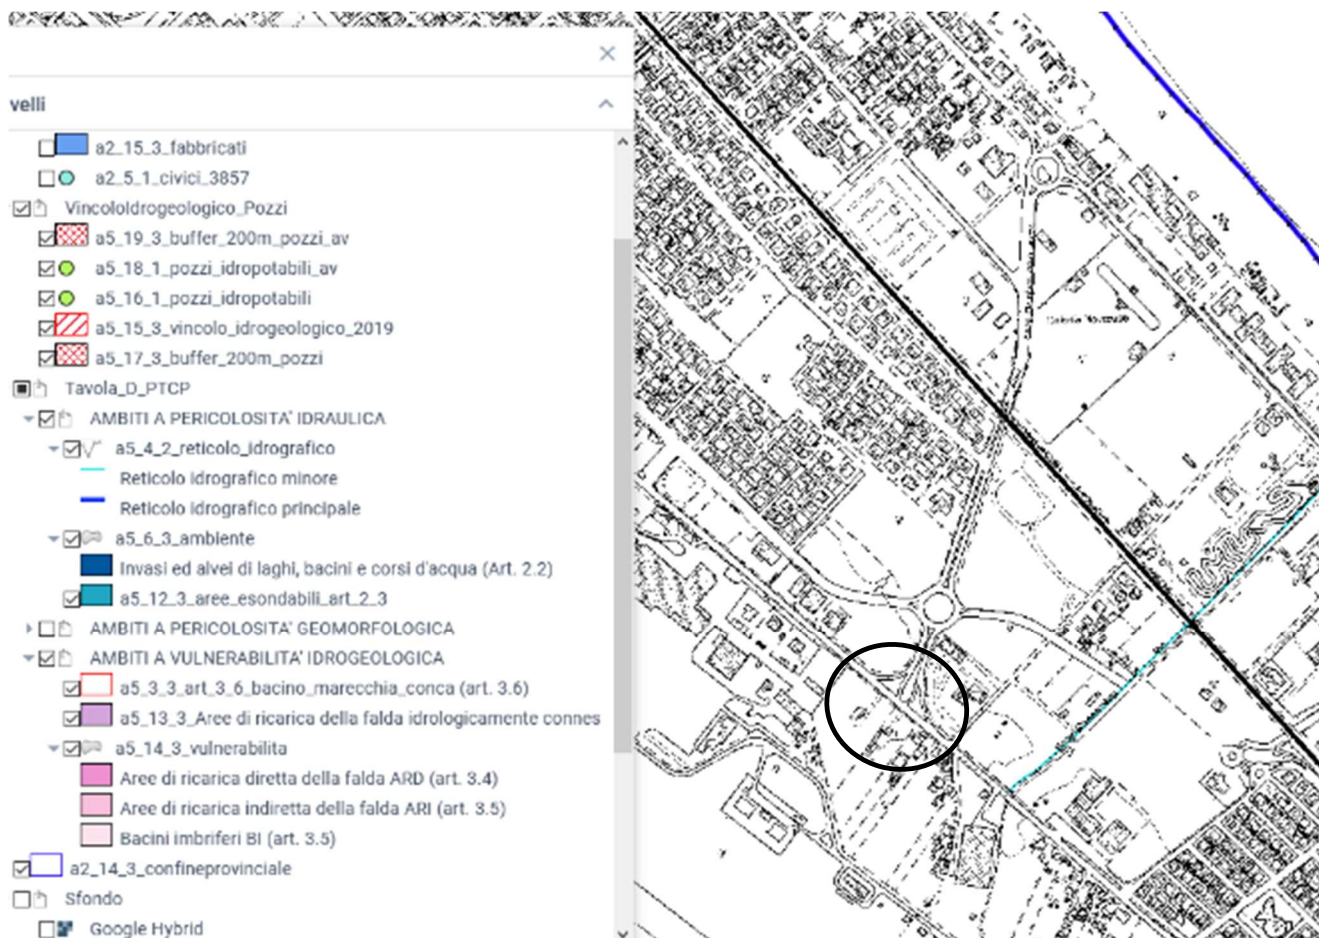 velli
a2_15_3_fabbricati
a2_5_1_civici_3857
VincoloIdrogeologico_Pozzi
a5_19_3_buffer_200m_pozzi_av
a5_18_1_pozzi_idropotabili_av
a5_16_1_pozzi_idropotabili
a5_15_3_vincolo_idrogeologico_2019
a5_17_3_buffer_200m_pozzi
Tavola_D_PTCP
AMBITI A PERICOLOSITA' IDRAULICA
a5_4_2_reticolo_idrografico
Reticolo idrografico minore
Reticolo idrografico principale
a5_6_3_ambiente
Invasi ed alvei di laghi, bacini e corsi d'acqua (Art. 2.2)
a5_12_3_aree_esondabili_art_2_3
AMBITI A PERICOLOSITA' GEOMORFOLOGICA
AMBITI A VULNERABILITA' IDROGEOLOGICA
a5_3_3_art_3_6_bacino_marecchia_conca (art. 3.6)
a5_13_3_Aree di ricarica della falda idrologicamente connes
a5_14_3_vulnerabilita
Aree di ricarica diretta della falda ARD (art. 3.4)
Aree di ricarica indiretta della falda ARI (art. 3.5)
Bacini imbriferi BI (art. 3.5)
a2_14_3_confineprovinciale
Sfondo
Google Hybrid